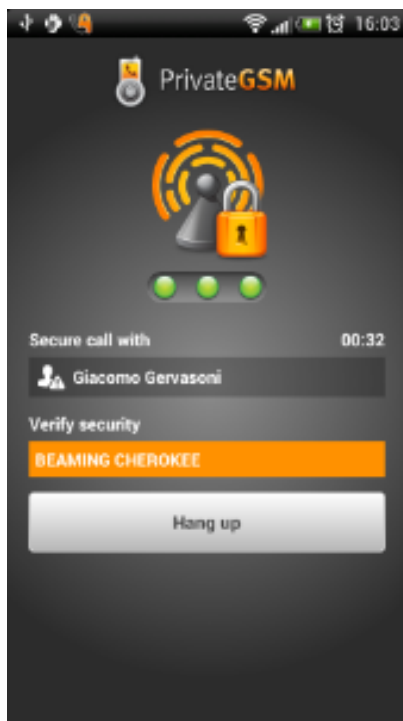 16:03
PrivateGSM
Secure call with 00:32
Giacomo Gervasoni
Verify security
BEAMING CHEROKEE
Hang up